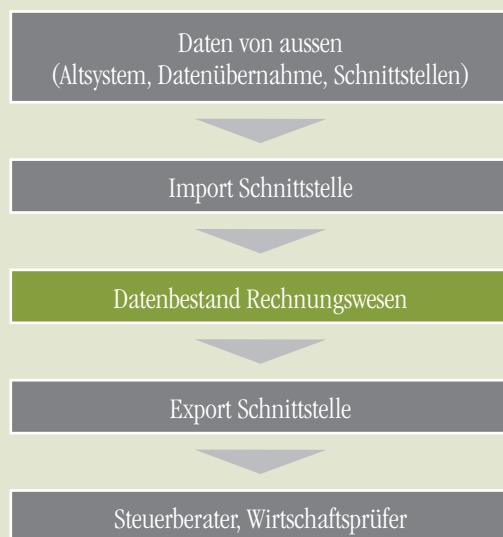 Daten von aussen
(Altsystem, Datenübernahme, Schnittstellen)
Import Schnittstelle
Datenbestand Rechnungswesen
Export Schnittstelle
Steuerberater, Wirtschaftsprüfer